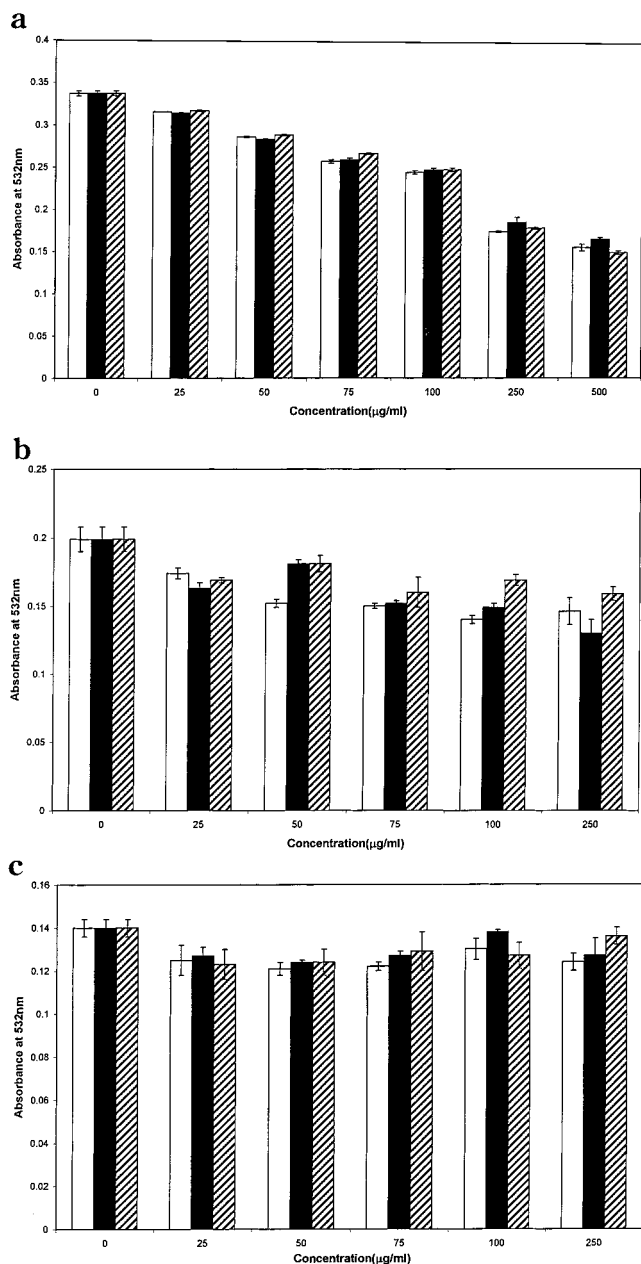 a
0.4
0.35
0.3
0.25
0.2
0.15
0.1
0.05
0
Absorbance at 532nm
0 25 50 75 100 250 500
Concentration(µg/ml)
b
0.25
0.2
0.15
0.1
0.05
0
Absorbance at 532nm
0 25 50 75 100 250
Concentration(µg/ml)
c
0.16
0.14
0.12
0.1
0.08
0.06
0.04
0.02
0
Absorbance at 532nm
0 25 50 75 100 250
Concentration(µg/ml)